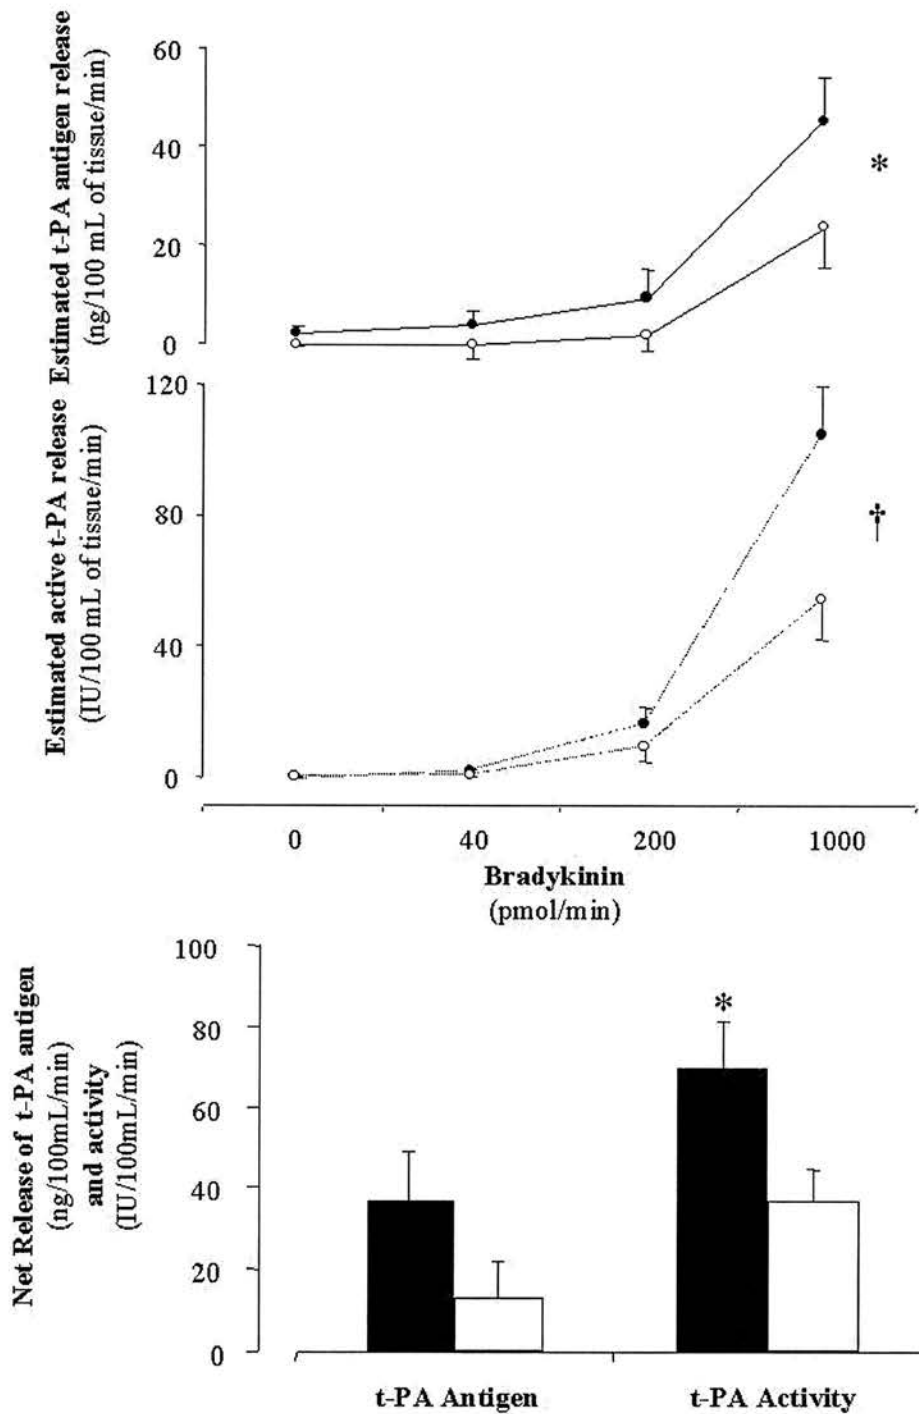 Estimated t-PA antigen release
(ng/100 mL of tissue/min)
60
40
20
0
*
Estimated active t-PA release
(IU/100 mL of tissue/min)
120
80
40
0
†
0 40 200 1000
Bradykinin
(pmol/min)
Net Release of t-PA antigen
(ng/100mL/min)
and activity
(IU/100mL/min)
100
80
60
40
20
0
*
t-PA Antigen t-PA Activity